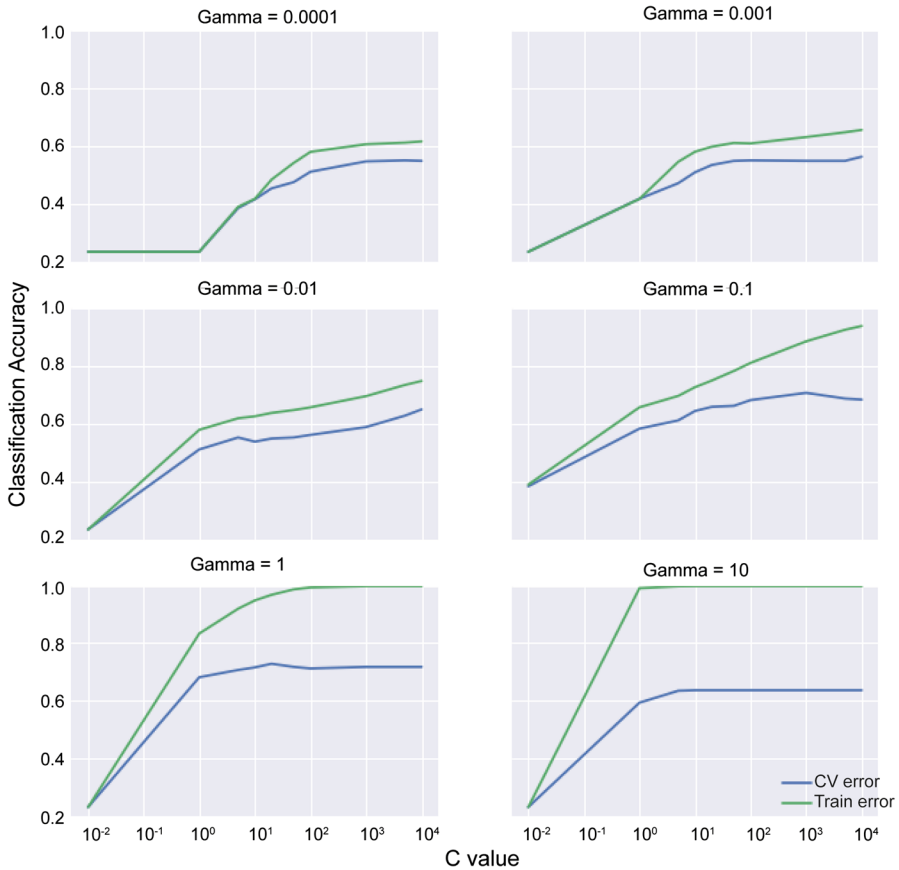 Gamma = 0.0001
Gamma = 0.001
1.0
0.8
0.6
0.4
0.2
Gamma = 0.01
Gamma = 0.1
1.0
0.8
0.6
0.4
0.2
Classification Accuracy
Gamma = 1
Gamma = 10
1.0
0.8
0.6
0.4
0.2
CV error
Train error
10⁻² 10⁻¹ 10⁰ 10¹ 10² 10³ 10⁴
10⁻² 10⁻¹ 10⁰ 10¹ 10² 10³ 10⁴
C value